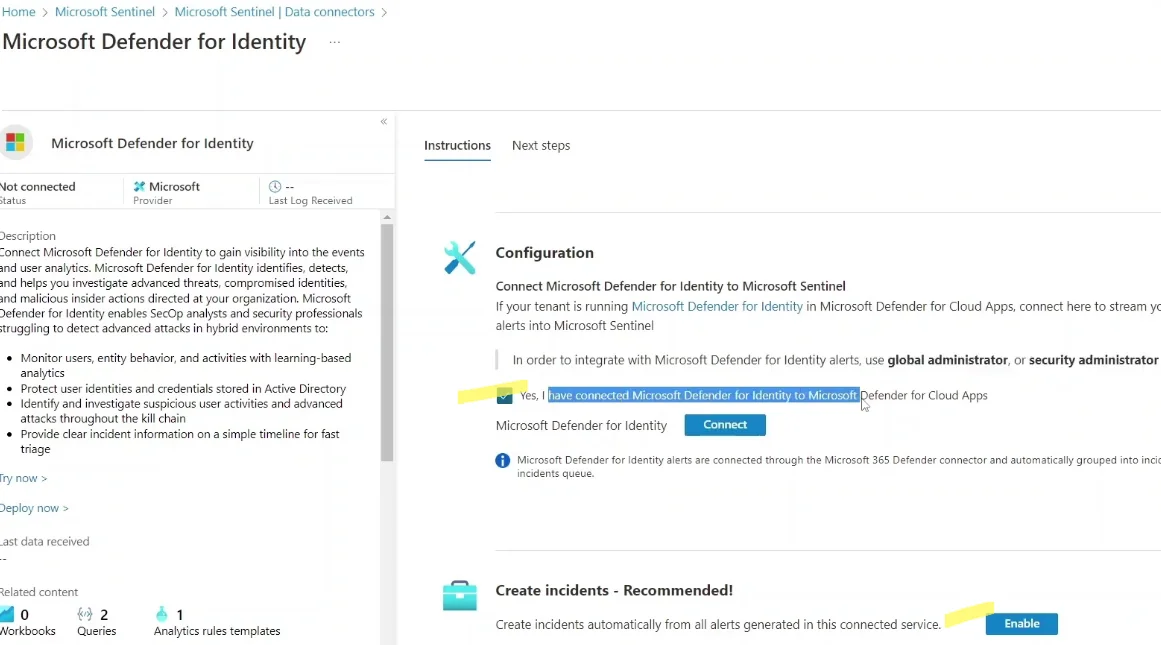 Home > Microsoft Sentinel > Microsoft Sentinel | Data connectors >
Microsoft Defender for Identity ...
«
Microsoft Defender for Identity
Not connected
Status
Microsoft
Provider
--
Last Log Received
Description
Connect Microsoft Defender for Identity to gain visibility into the events
and user analytics. Microsoft Defender for Identity identifies, detects,
and helps you investigate advanced threats, compromised identities,
and malicious insider actions directed at your organization. Microsoft
Defender for Identity enables SecOp analysts and security professionals
struggling to detect advanced attacks in hybrid environments to:
• Monitor users, entity behavior, and activities with learning-based
analytics
• Protect user identities and credentials stored in Active Directory
• Identify and investigate suspicious user activities and advanced
attacks throughout the kill chain
• Provide clear incident information on a simple timeline for fast
triage
Try now >
Deploy now >
Last data received
--
Related content
0
Workbooks
2
Queries
1
Analytics rules templates
Instructions
Next steps
Configuration
Connect Microsoft Defender for Identity to Microsoft Sentinel
If your tenant is running Microsoft Defender for Identity in Microsoft Defender for Cloud Apps, connect here to stream yo
alerts into Microsoft Sentinel
In order to integrate with Microsoft Defender for Identity alerts, use global administrator, or security administrator
Yes, I have connected Microsoft Defender for Identity to Microsoft Defender for Cloud Apps
Microsoft Defender for Identity
Connect
Microsoft Defender for Identity alerts are connected through the Microsoft 365 Defender connector and automatically grouped into incid
incidents queue.
Create incidents - Recommended!
Create incidents automatically from all alerts generated in this connected service.
Enable